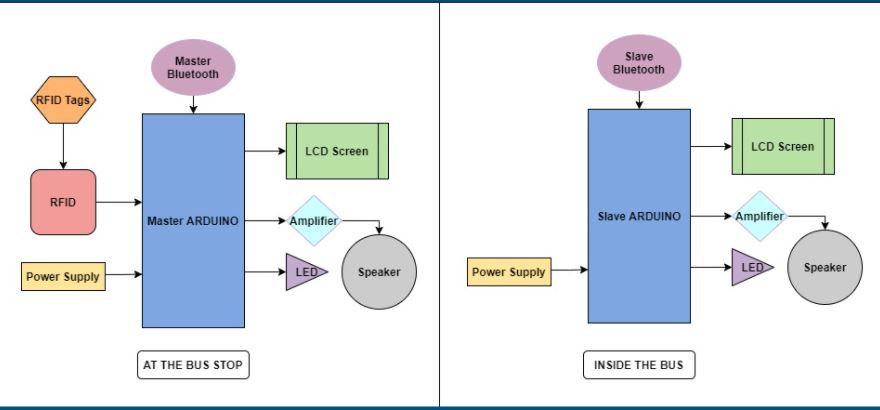 Master
Bluetooth
RFID Tags
LCD Screen
RFID
Master ARDUINO
Amplifier
Power Supply
LED
Speaker
AT THE BUS STOP
Slave
Bluetooth
LCD Screen
Slave ARDUINO
Amplifier
Power Supply
LED
Speaker
INSIDE THE BUS